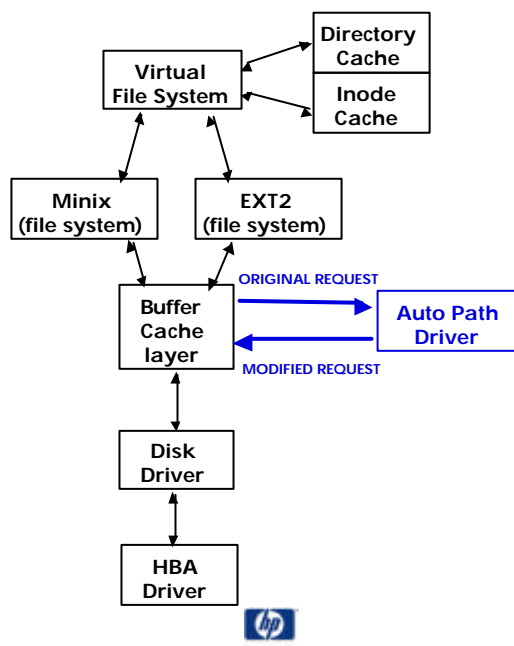 Directory
Cache
Virtual
File System
Inode
Cache
Minix
(file system)
EXT2
(file system)
ORIGINAL REQUEST
Buffer
Cache
layer
Auto Path
Driver
MODIFIED REQUEST
Disk
Driver
HBA
Driver
hp